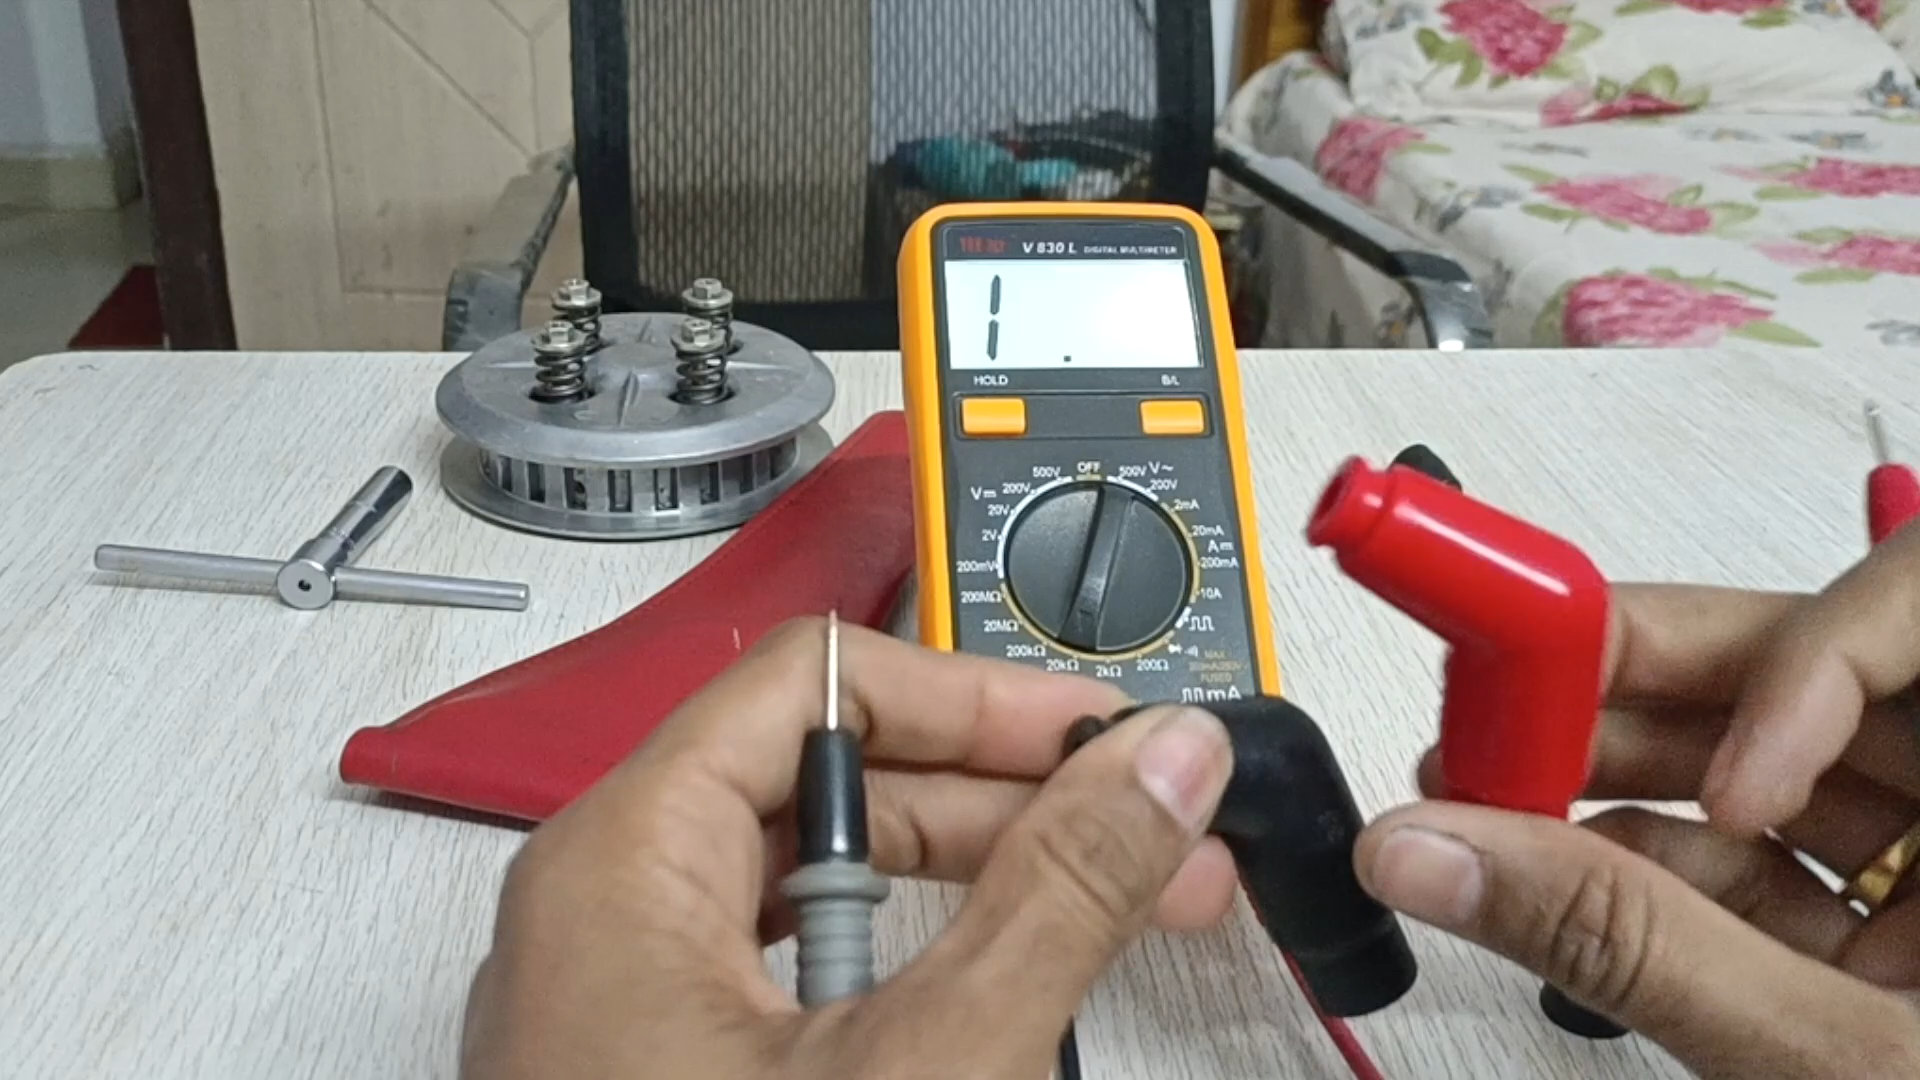 V 830 L DIGITAL MULTIMETER
1 .
HOLD B/L
OFF
500V 500V V~
V⎓ 200V 200V
20V 2mA
2V 20mA
A⎓
200mV 200mA
200MΩ 10A
20MΩ
200kΩ 20kΩ 2kΩ 200Ω
MAX
FUSED
mA